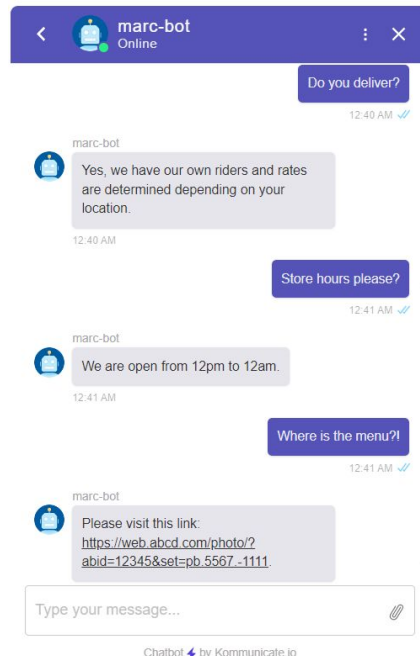 marc-bot
Online
Do you deliver?
12:40 AM
marc-bot
Yes, we have our own riders and rates
are determined depending on your
location.
12:40 AM
Store hours please?
12:41 AM
marc-bot
We are open from 12pm to 12am.
12:41 AM
Where is the menu?!
12:41 AM
marc-bot
Please visit this link:
https://web.abcd.com/photo/?
abid=12345&set=pb.5567.-1111.
Type your message...
Chatbot by Kommunicate.io